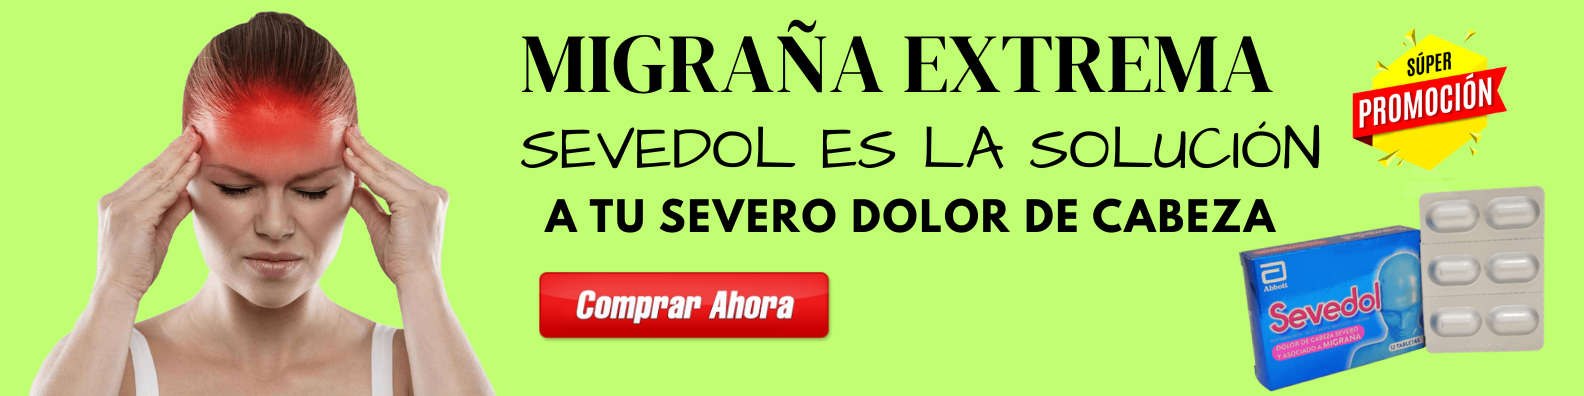 MIGRAÑA EXTREMA
SEVEDOL ES LA SOLUCIÓN
A TU SEVERO DOLOR DE CABEZA
Comprar Ahora
SÚPER
PROMOCIÓN
Abbott
Sevedol
DOLOR DE CABEZA SEVERO
Y ASOCIADO A MIGRAÑA
12 TABLETAS